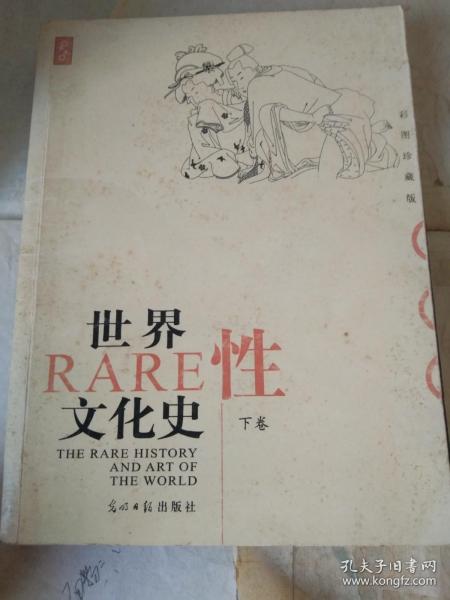 彩图珍藏版
世界
RARE性
文化史
下卷
THE RARE HISTORY
AND ART OF
THE WORLD
光明日报出版社
孔夫子旧书网
www.kongfz.com